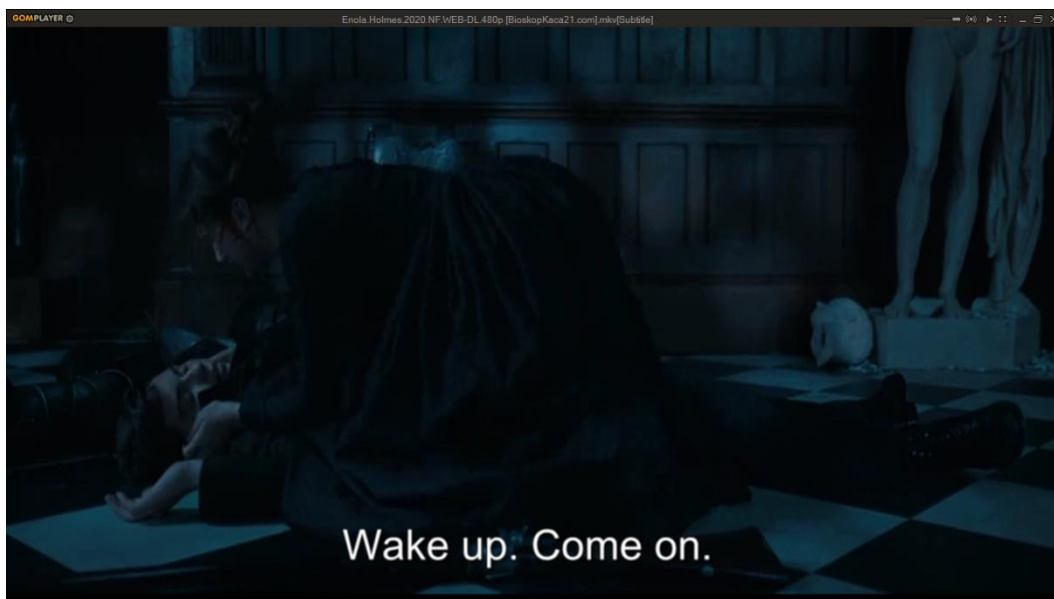 GOMPLAYER
Enola.Holmes.2020.NF.WEB-DL.480p [BioskopKaca21.com].mkv[Subtitle]
Wake up. Come on.